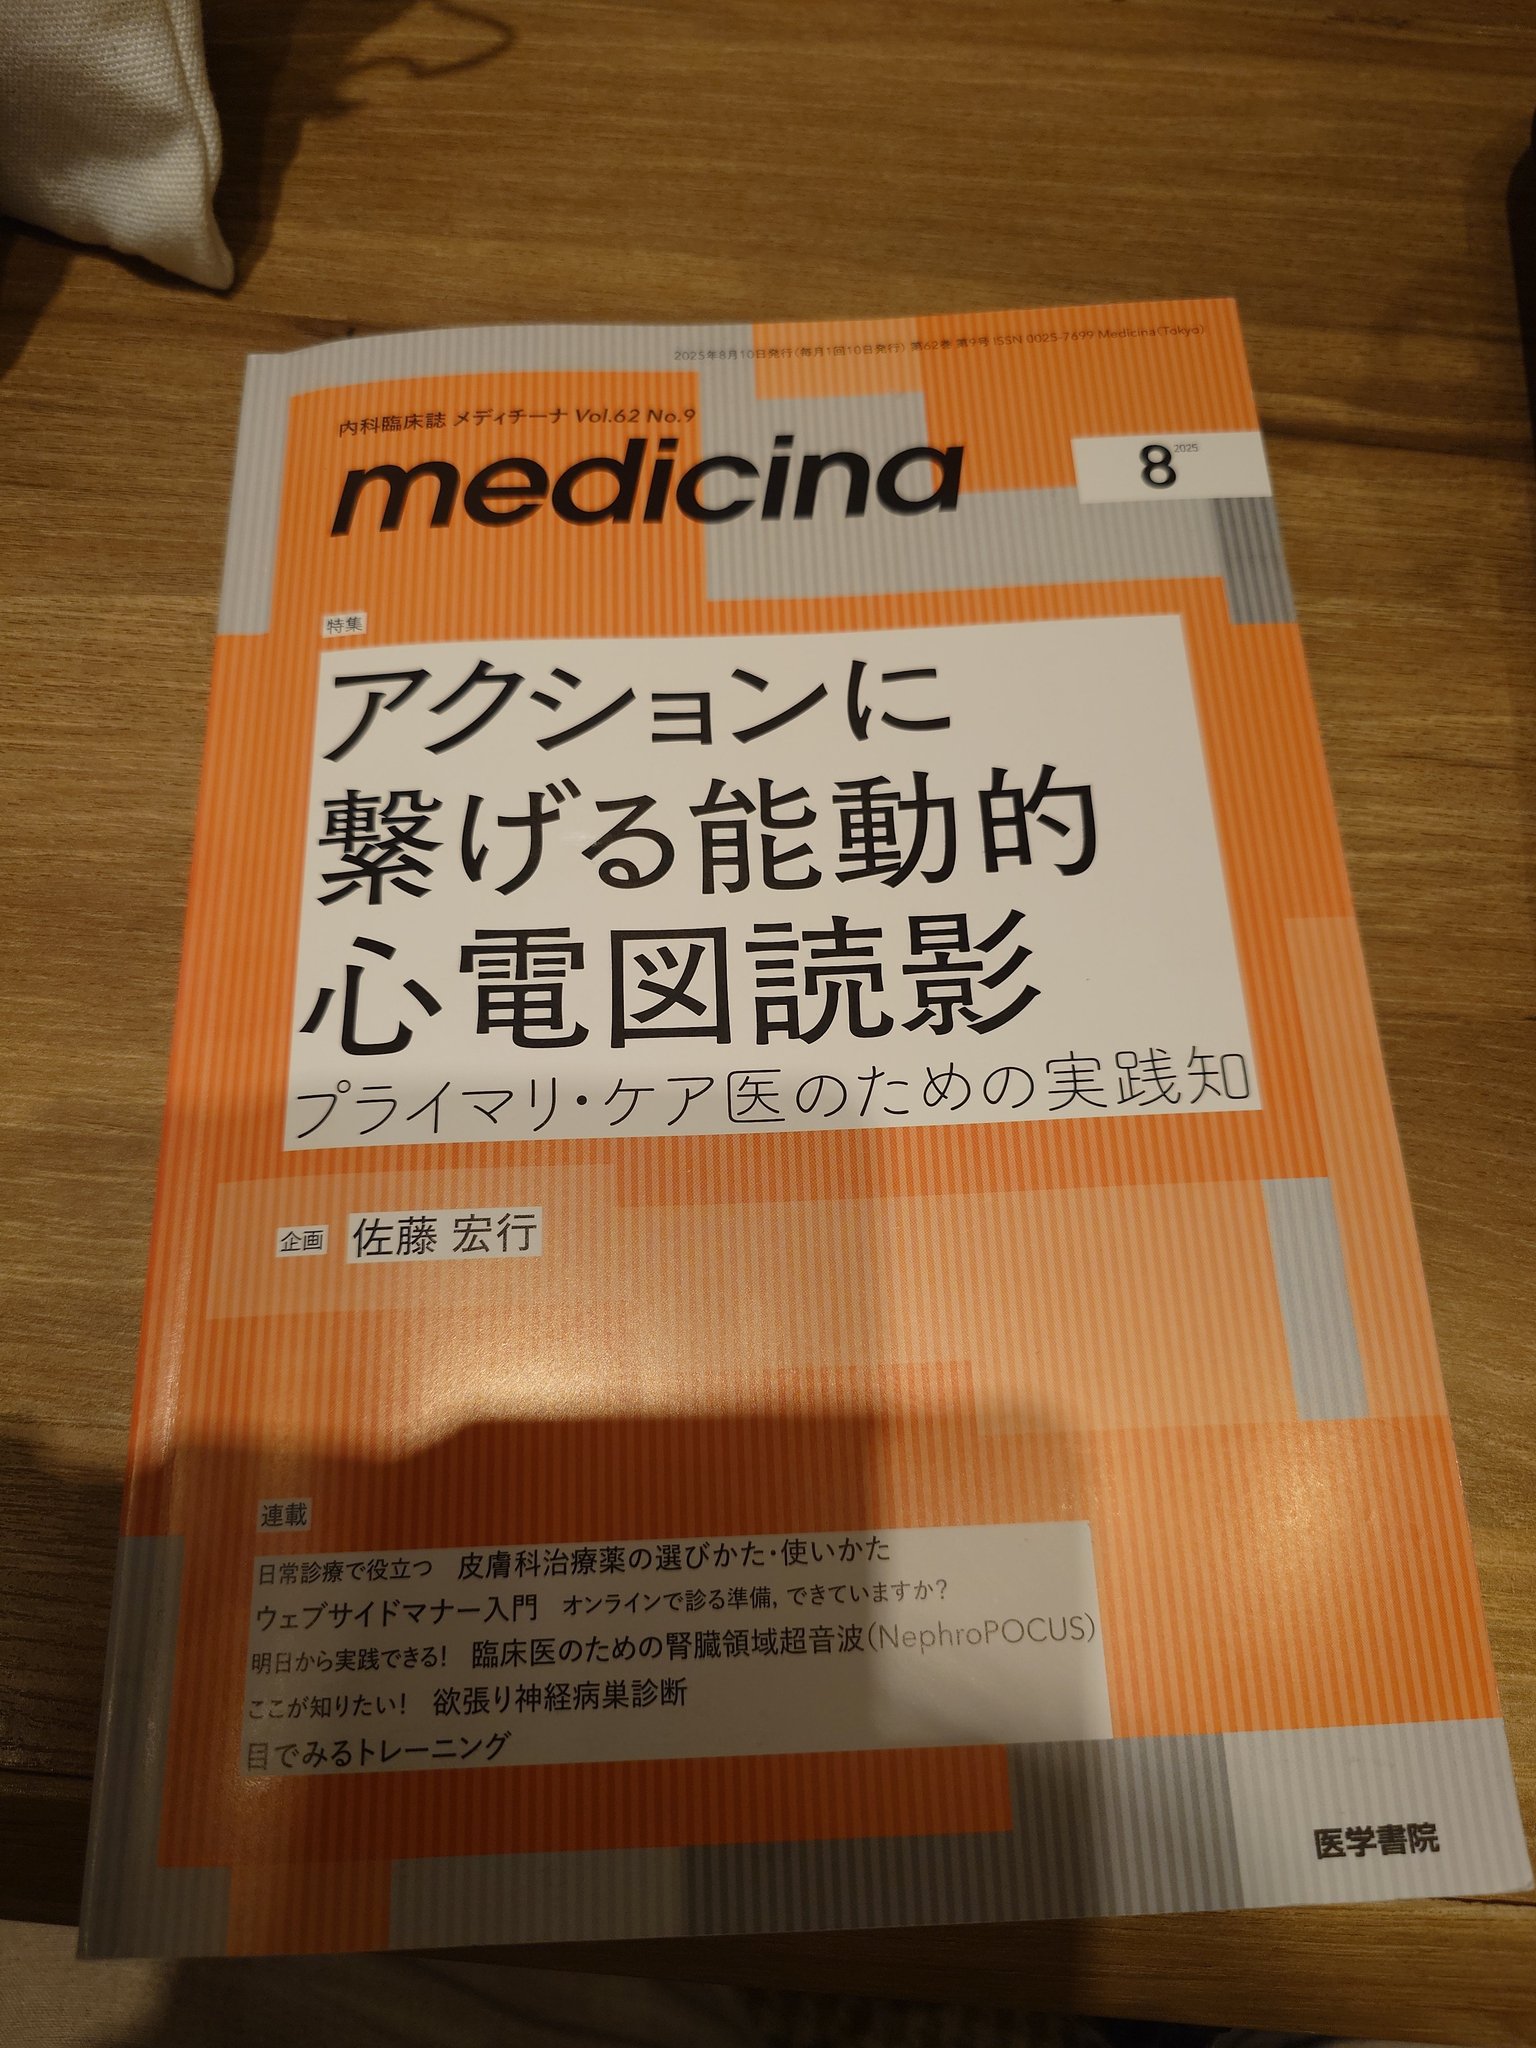 2025年8月10日発行(毎月1回10日発行) 第62巻 第9号 ISSN 0025-7699 Medicina(Tokyo)
内科臨床誌 メディチーナ Vol.62 No.9
medicina
8 2025
特集
アクションに
繋げる能動的
心電図読影
プライマリ・ケア医のための実践知
企画 佐藤 宏行
連載
日常診療で役立つ 皮膚科治療薬の選びかた・使いかた
ウェブサイドマナー入門 オンラインで診る準備,できていますか?
明日から実践できる! 臨床医のための腎臓領域超音波(NephroPOCUS)
ここが知りたい! 欲張り神経病巣診断
目でみるトレーニング
医学書院